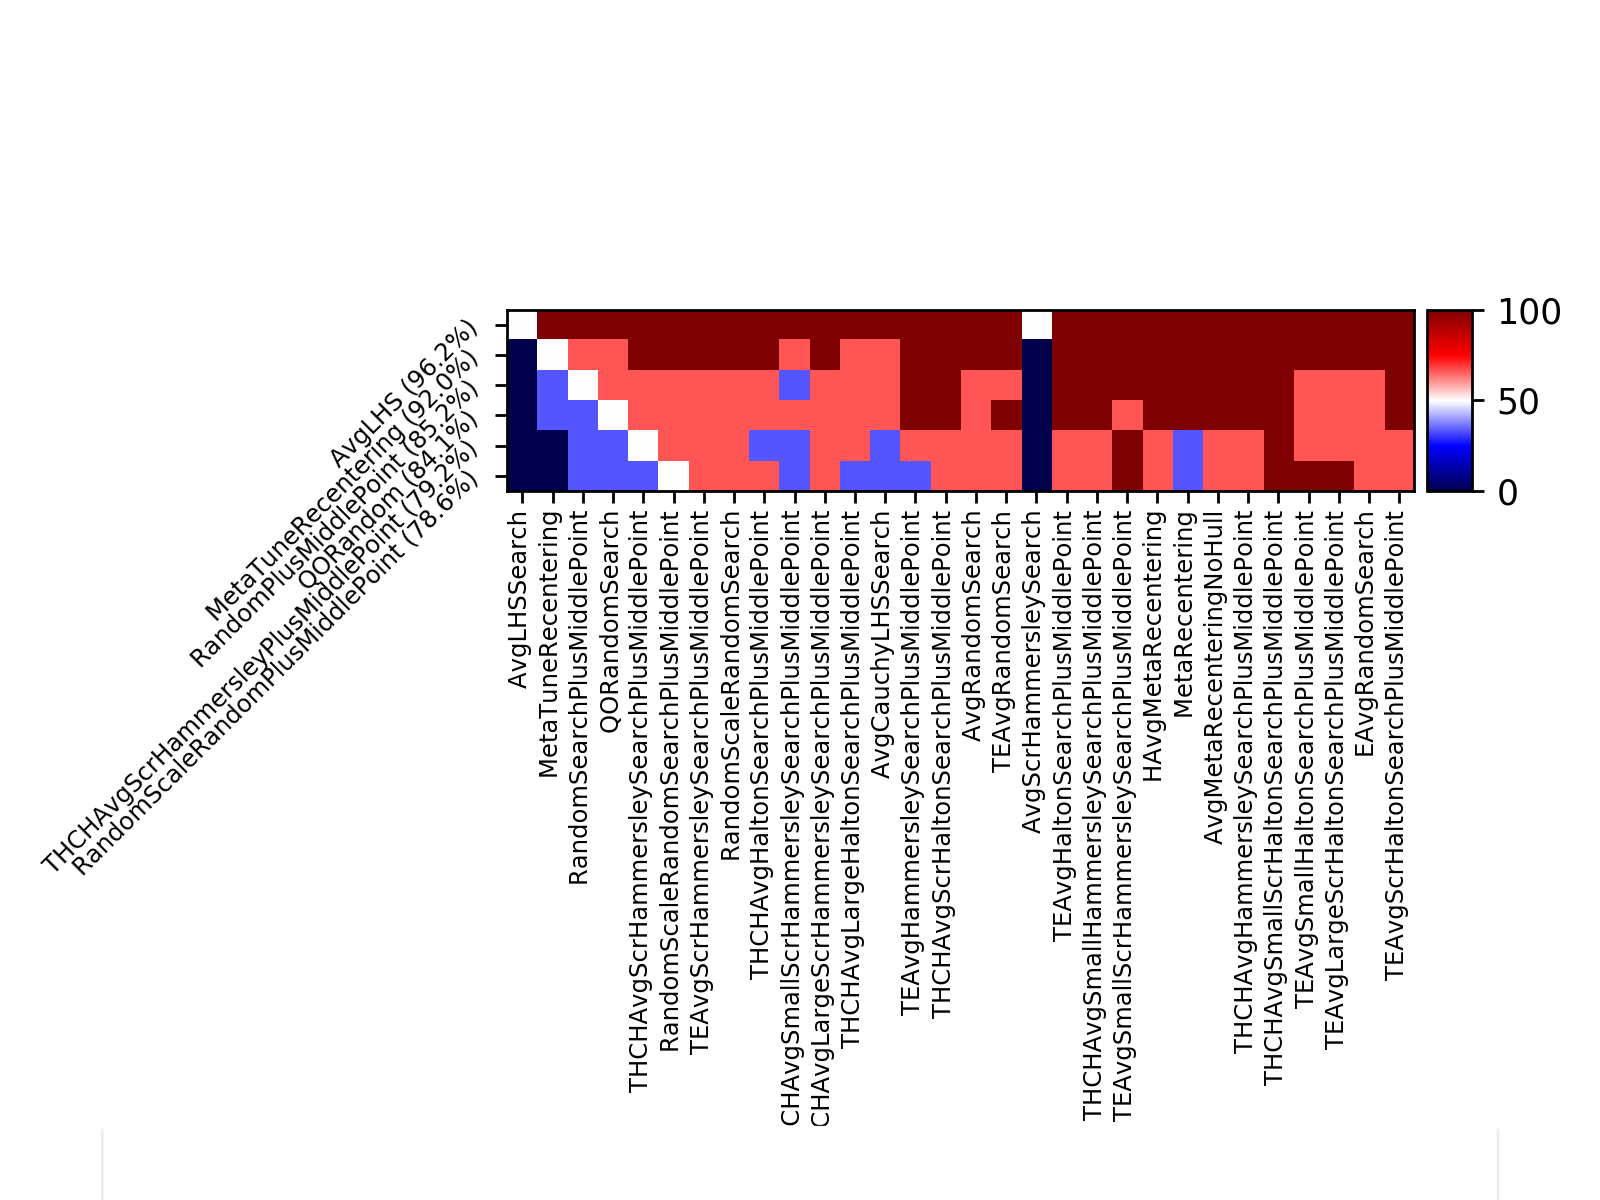 AvgLHS (96.2%)
MetaTuneRecentering (92.0%)
RandomPlusMiddlePoint (85.2%)
QORandom (84.1%)
THCHAvgScrHammersleyPlusMiddlePoint (79.2%)
RandomScaleRandomPlusMiddlePoint (78.6%)
100
50
0
AvgLHSSearch
MetaTuneRecentering
RandomSearchPlusMiddlePoint
QORandomSearch
THCHAvgScrHammersleySearchPlusMiddlePoint
RandomScaleRandomSearchPlusMiddlePoint
TEAvgScrHammersleySearchPlusMiddlePoint
RandomScaleRandomSearch
THCHAvgHaltonSearchPlusMiddlePoint
CHAvgSmallScrHammersleySearchPlusMiddlePoint
CHAvgLargeScrHammersleySearchPlusMiddlePoint
THCHAvgLargeHaltonSearchPlusMiddlePoint
AvgCauchyLHSSearch
TEAvgHammersleySearchPlusMiddlePoint
THCHAvgScrHaltonSearchPlusMiddlePoint
AvgRandomSearch
TEAvgRandomSearch
AvgScrHammersleySearch
TEAvgHaltonSearchPlusMiddlePoint
THCHAvgSmallHammersleySearchPlusMiddlePoint
TEAvgSmallScrHammersleySearchPlusMiddlePoint
HAvgMetaRecentering
MetaRecentering
AvgMetaRecenteringNoHull
THCHAvgHammersleySearchPlusMiddlePoint
THCHAvgSmallScrHaltonSearchPlusMiddlePoint
TEAvgSmallHaltonSearchPlusMiddlePoint
TEAvgLargeScrHaltonSearchPlusMiddlePoint
EAvgRandomSearch
TEAvgScrHaltonSearchPlusMiddlePoint